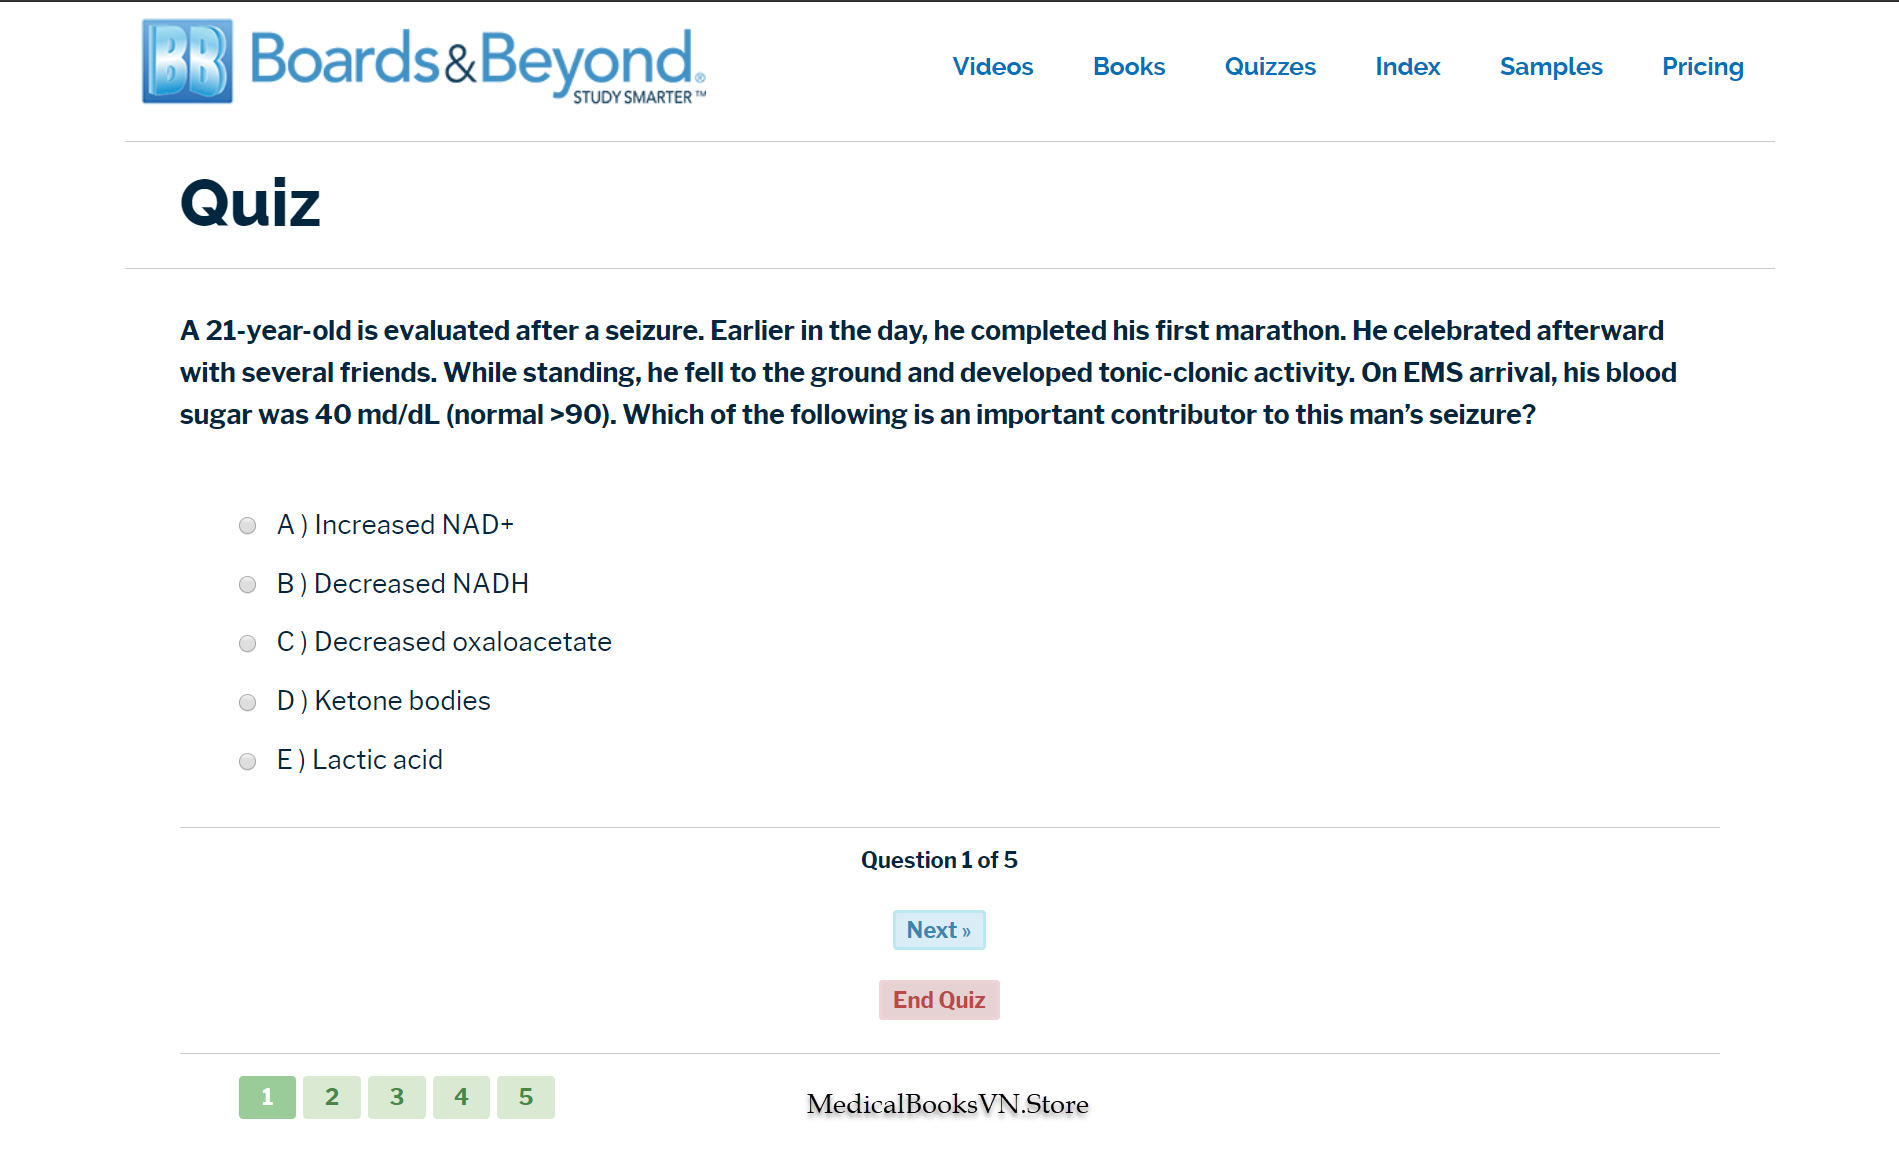 BB Boards&Beyond®
STUDY SMARTER™
Videos Books Quizzes Index Samples Pricing
Quiz
A 21-year-old is evaluated after a seizure. Earlier in the day, he completed his first marathon. He celebrated afterward
with several friends. While standing, he fell to the ground and developed tonic-clonic activity. On EMS arrival, his blood
sugar was 40 md/dL (normal >90). Which of the following is an important contributor to this man’s seizure?
A ) Increased NAD+
B ) Decreased NADH
C ) Decreased oxaloacetate
D ) Ketone bodies
E ) Lactic acid
Question 1 of 5
Next »
End Quiz
1 2 3 4 5
MedicalBooksVN.Store